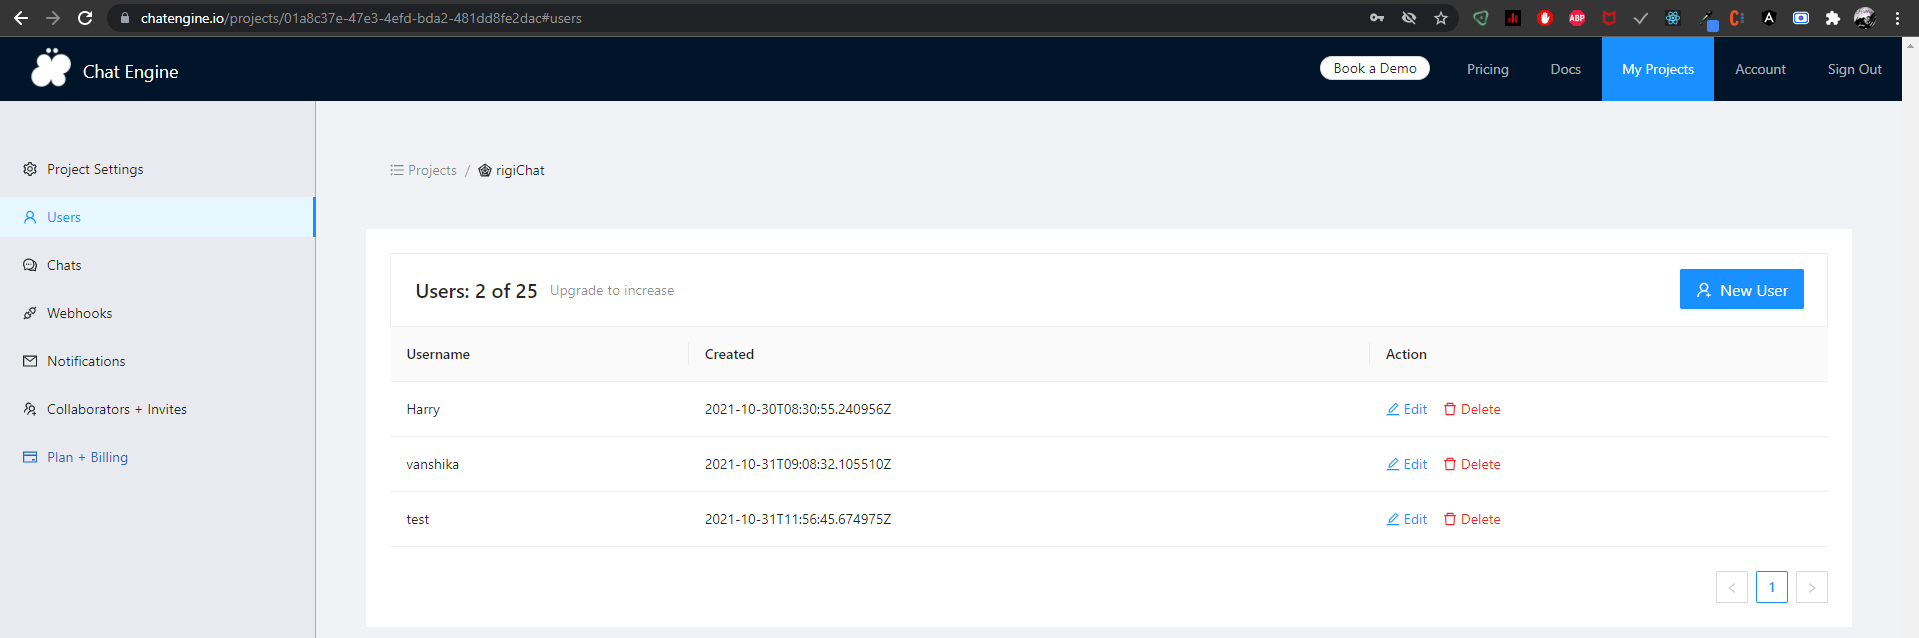 chatengine.io/projects/01a8c37e-47e3-4efd-bda2-481dd8fe2dac#users
ABP
Chat Engine
Book a Demo
Pricing
Docs
My Projects
Account
Sign Out
Project Settings
Users
Chats
Webhooks
Notifications
Collaborators + Invites
Plan + Billing
Projects / rigiChat
Users: 2 of 25 Upgrade to increase
New User
Username Created Action
Harry 2021-10-30T08:30:55.240956Z Edit Delete
vanshika 2021-10-31T09:08:32.105510Z Edit Delete
test 2021-10-31T11:56:45.674975Z Edit Delete
< 1 >